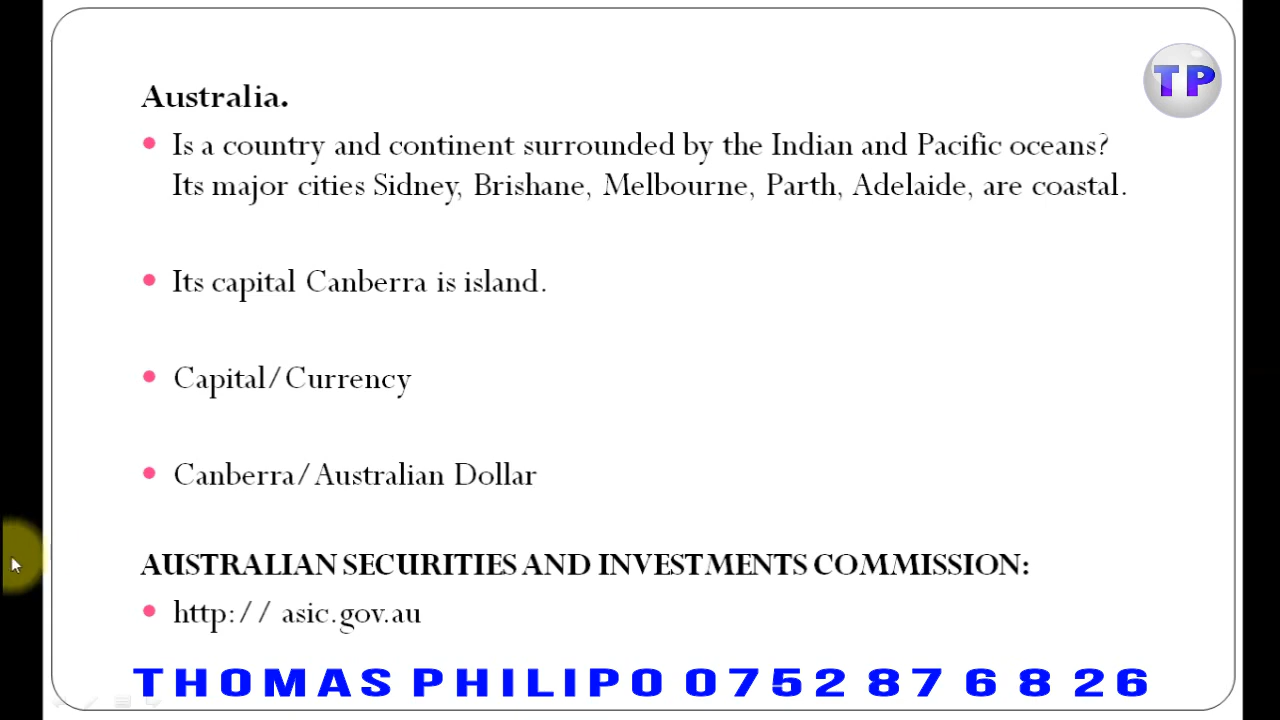 TP
Australia.
Is a country and continent surrounded by the Indian and Pacific oceans?
Its major cities Sidney, Brishane, Melbourne, Parth, Adelaide, are coastal.
Its capital Canberra is island.
Capital/Currency
Canberra/Australian Dollar
AUSTRALIAN SECURITIES AND INVESTMENTS COMMISSION:
http:// asic.gov.au
THOMAS PHILIPO 0752 87 68 26